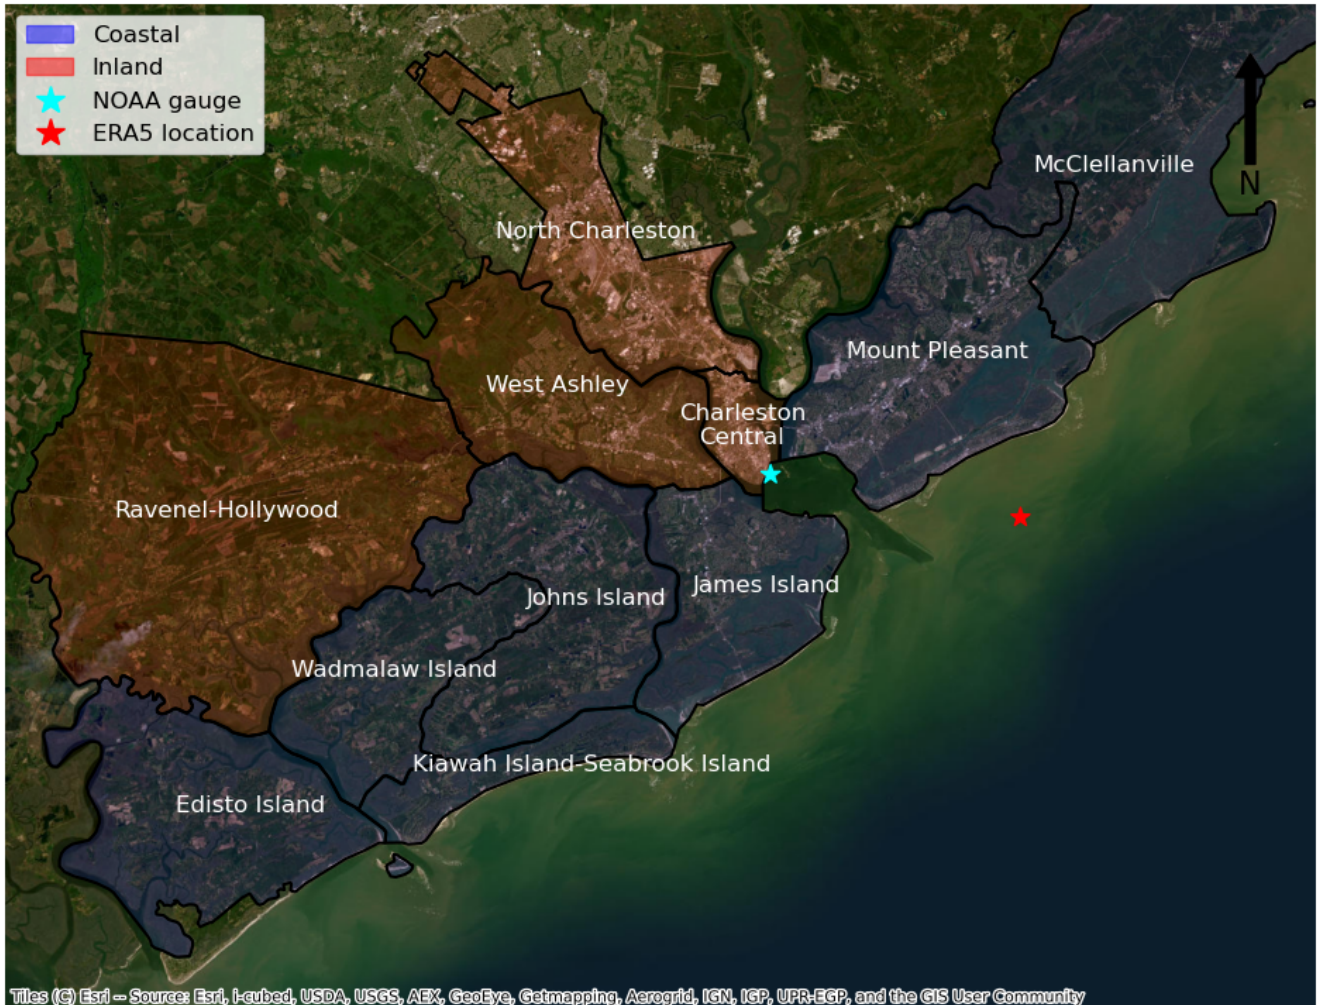 Coastal
Inland
NOAA gauge
ERA5 location
McClellanville
N
North Charleston
Mount Pleasant
West Ashley
Charleston
Central
Ravenel-Hollywood
James Island
Johns Island
Wadmalaw Island
Kiawah Island-Seabrook Island
Edisto Island
Tiles (C) Esri -- Source: Esri, i-cubed, USDA, USGS, AEX, GeoEye, Getmapping, Aerogrid, IGN, IGP, UPR-EGP, and the GIS User Community